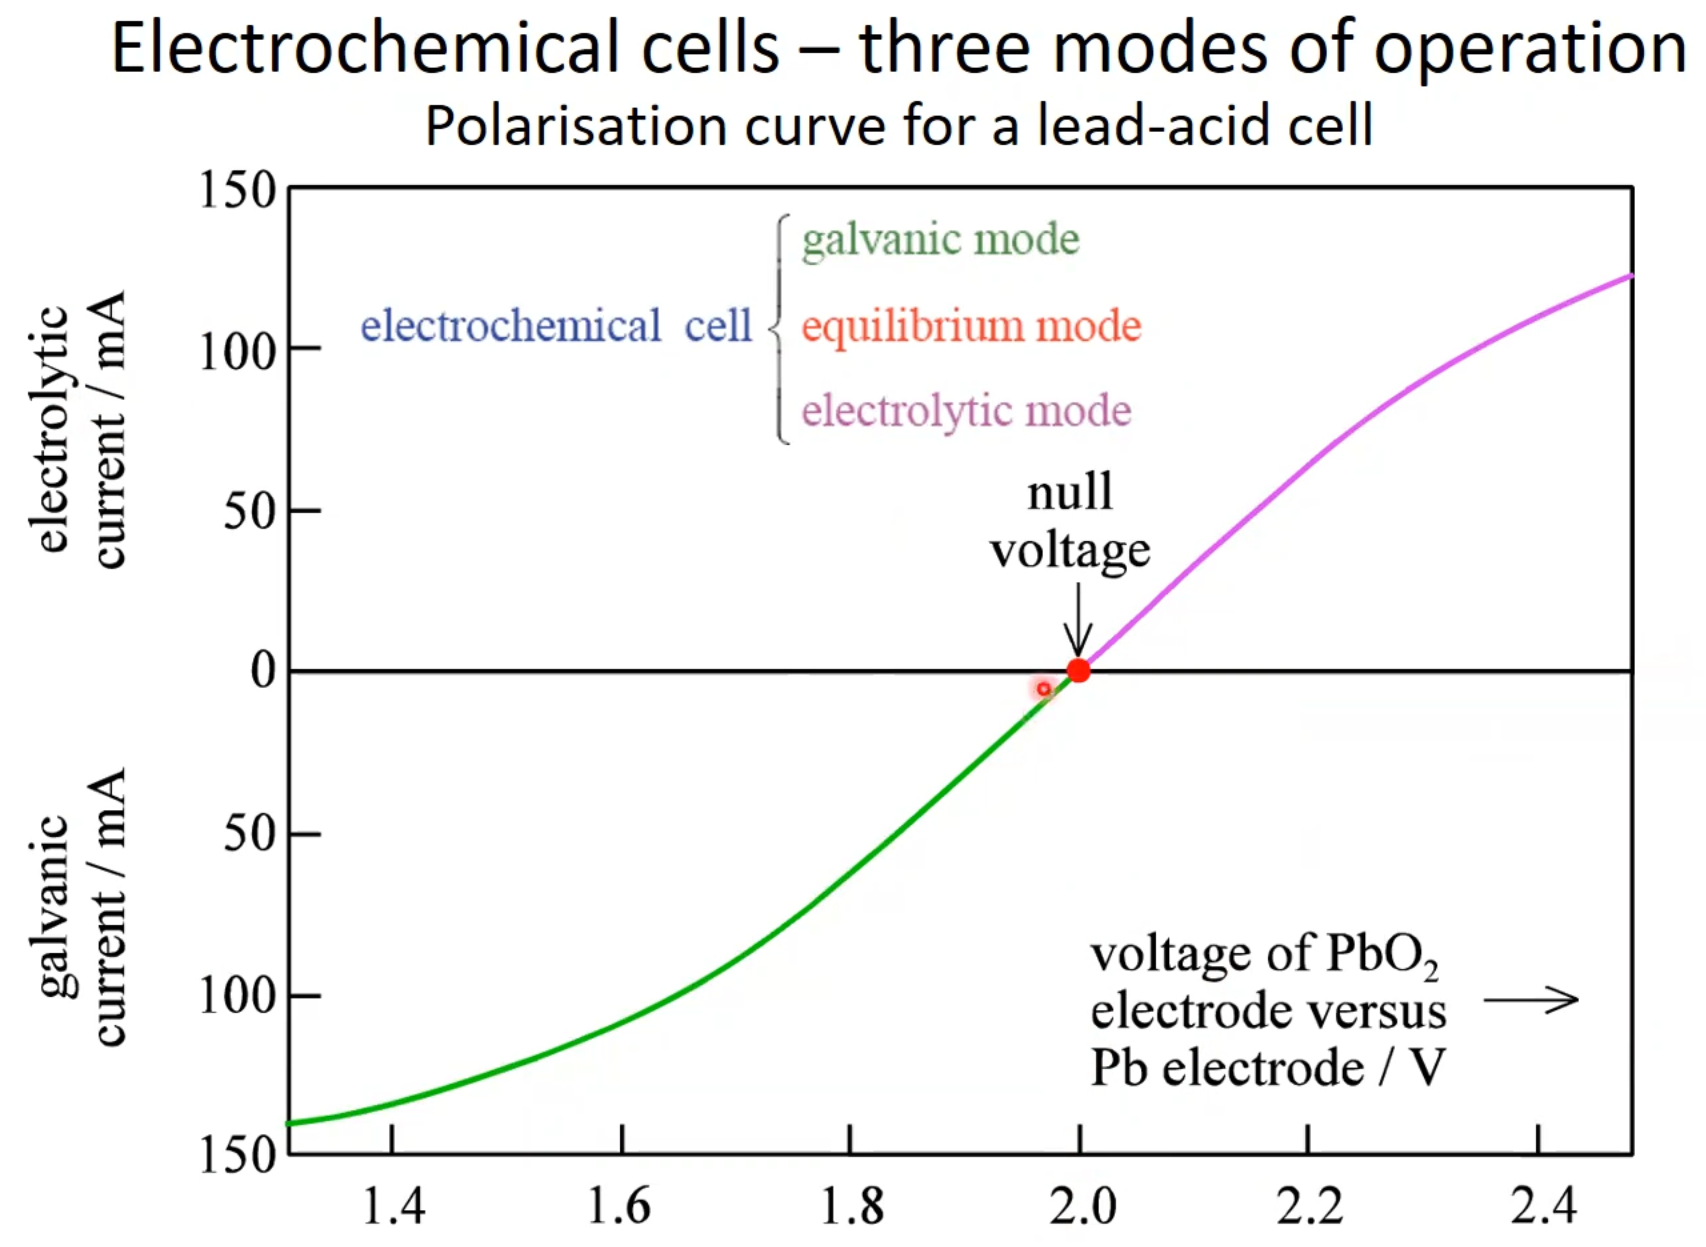 Electrochemical cells – three modes of operation
Polarisation curve for a lead-acid cell
electrolytic
current / mA
galvanic
current / mA
150
100
50
0
50
100
150
electrochemical cell
galvanic mode
equilibrium mode
electrolytic mode
null
voltage
voltage of PbO₂
electrode versus
Pb electrode / V
1.4 1.6 1.8 2.0 2.2 2.4